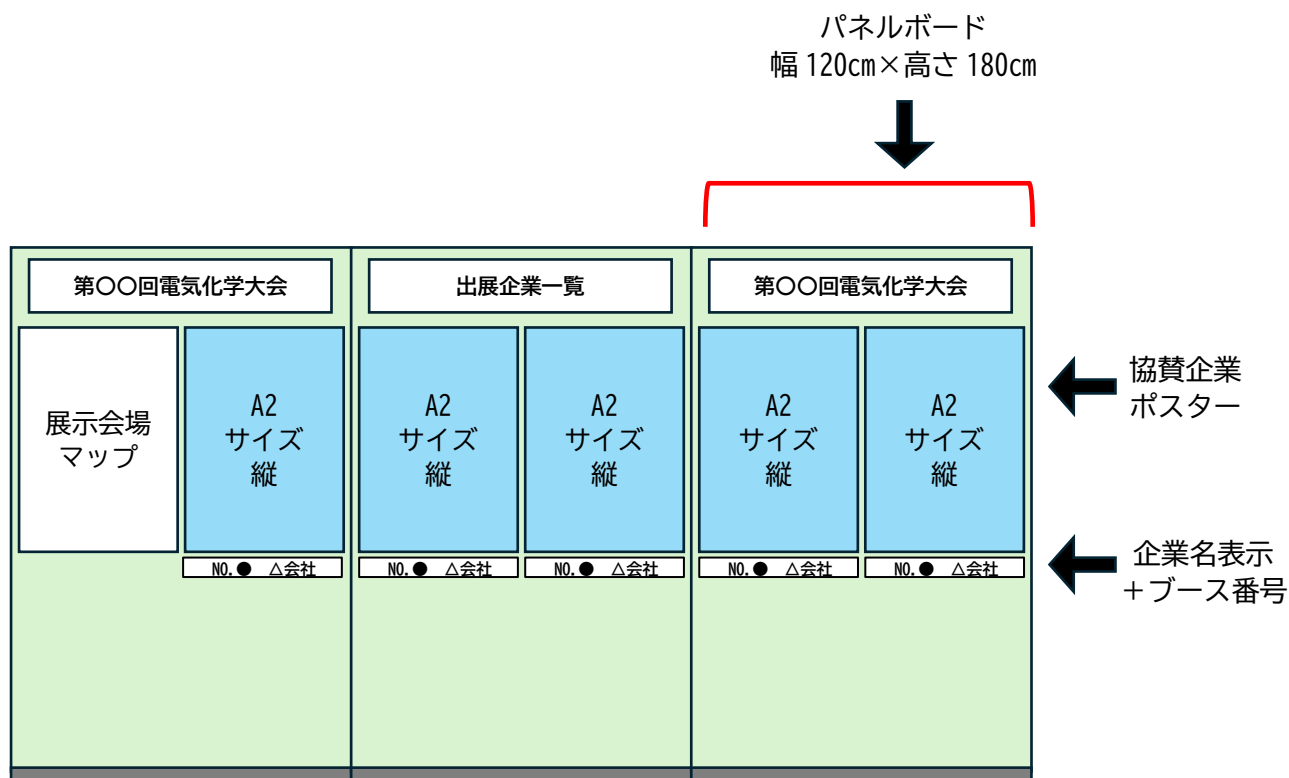 パネルボード
幅 120cm×高さ 180cm
第〇〇回電気化学大会
出展企業一覧
第〇〇回電気化学大会
展示会場
マップ
A2
サイズ
縦
A2
サイズ
縦
A2
サイズ
縦
A2
サイズ
縦
A2
サイズ
縦
協賛企業
ポスター
NO.● △会社
NO.● △会社
NO.● △会社
NO.● △会社
NO.● △会社
企業名表示
＋ブース番号